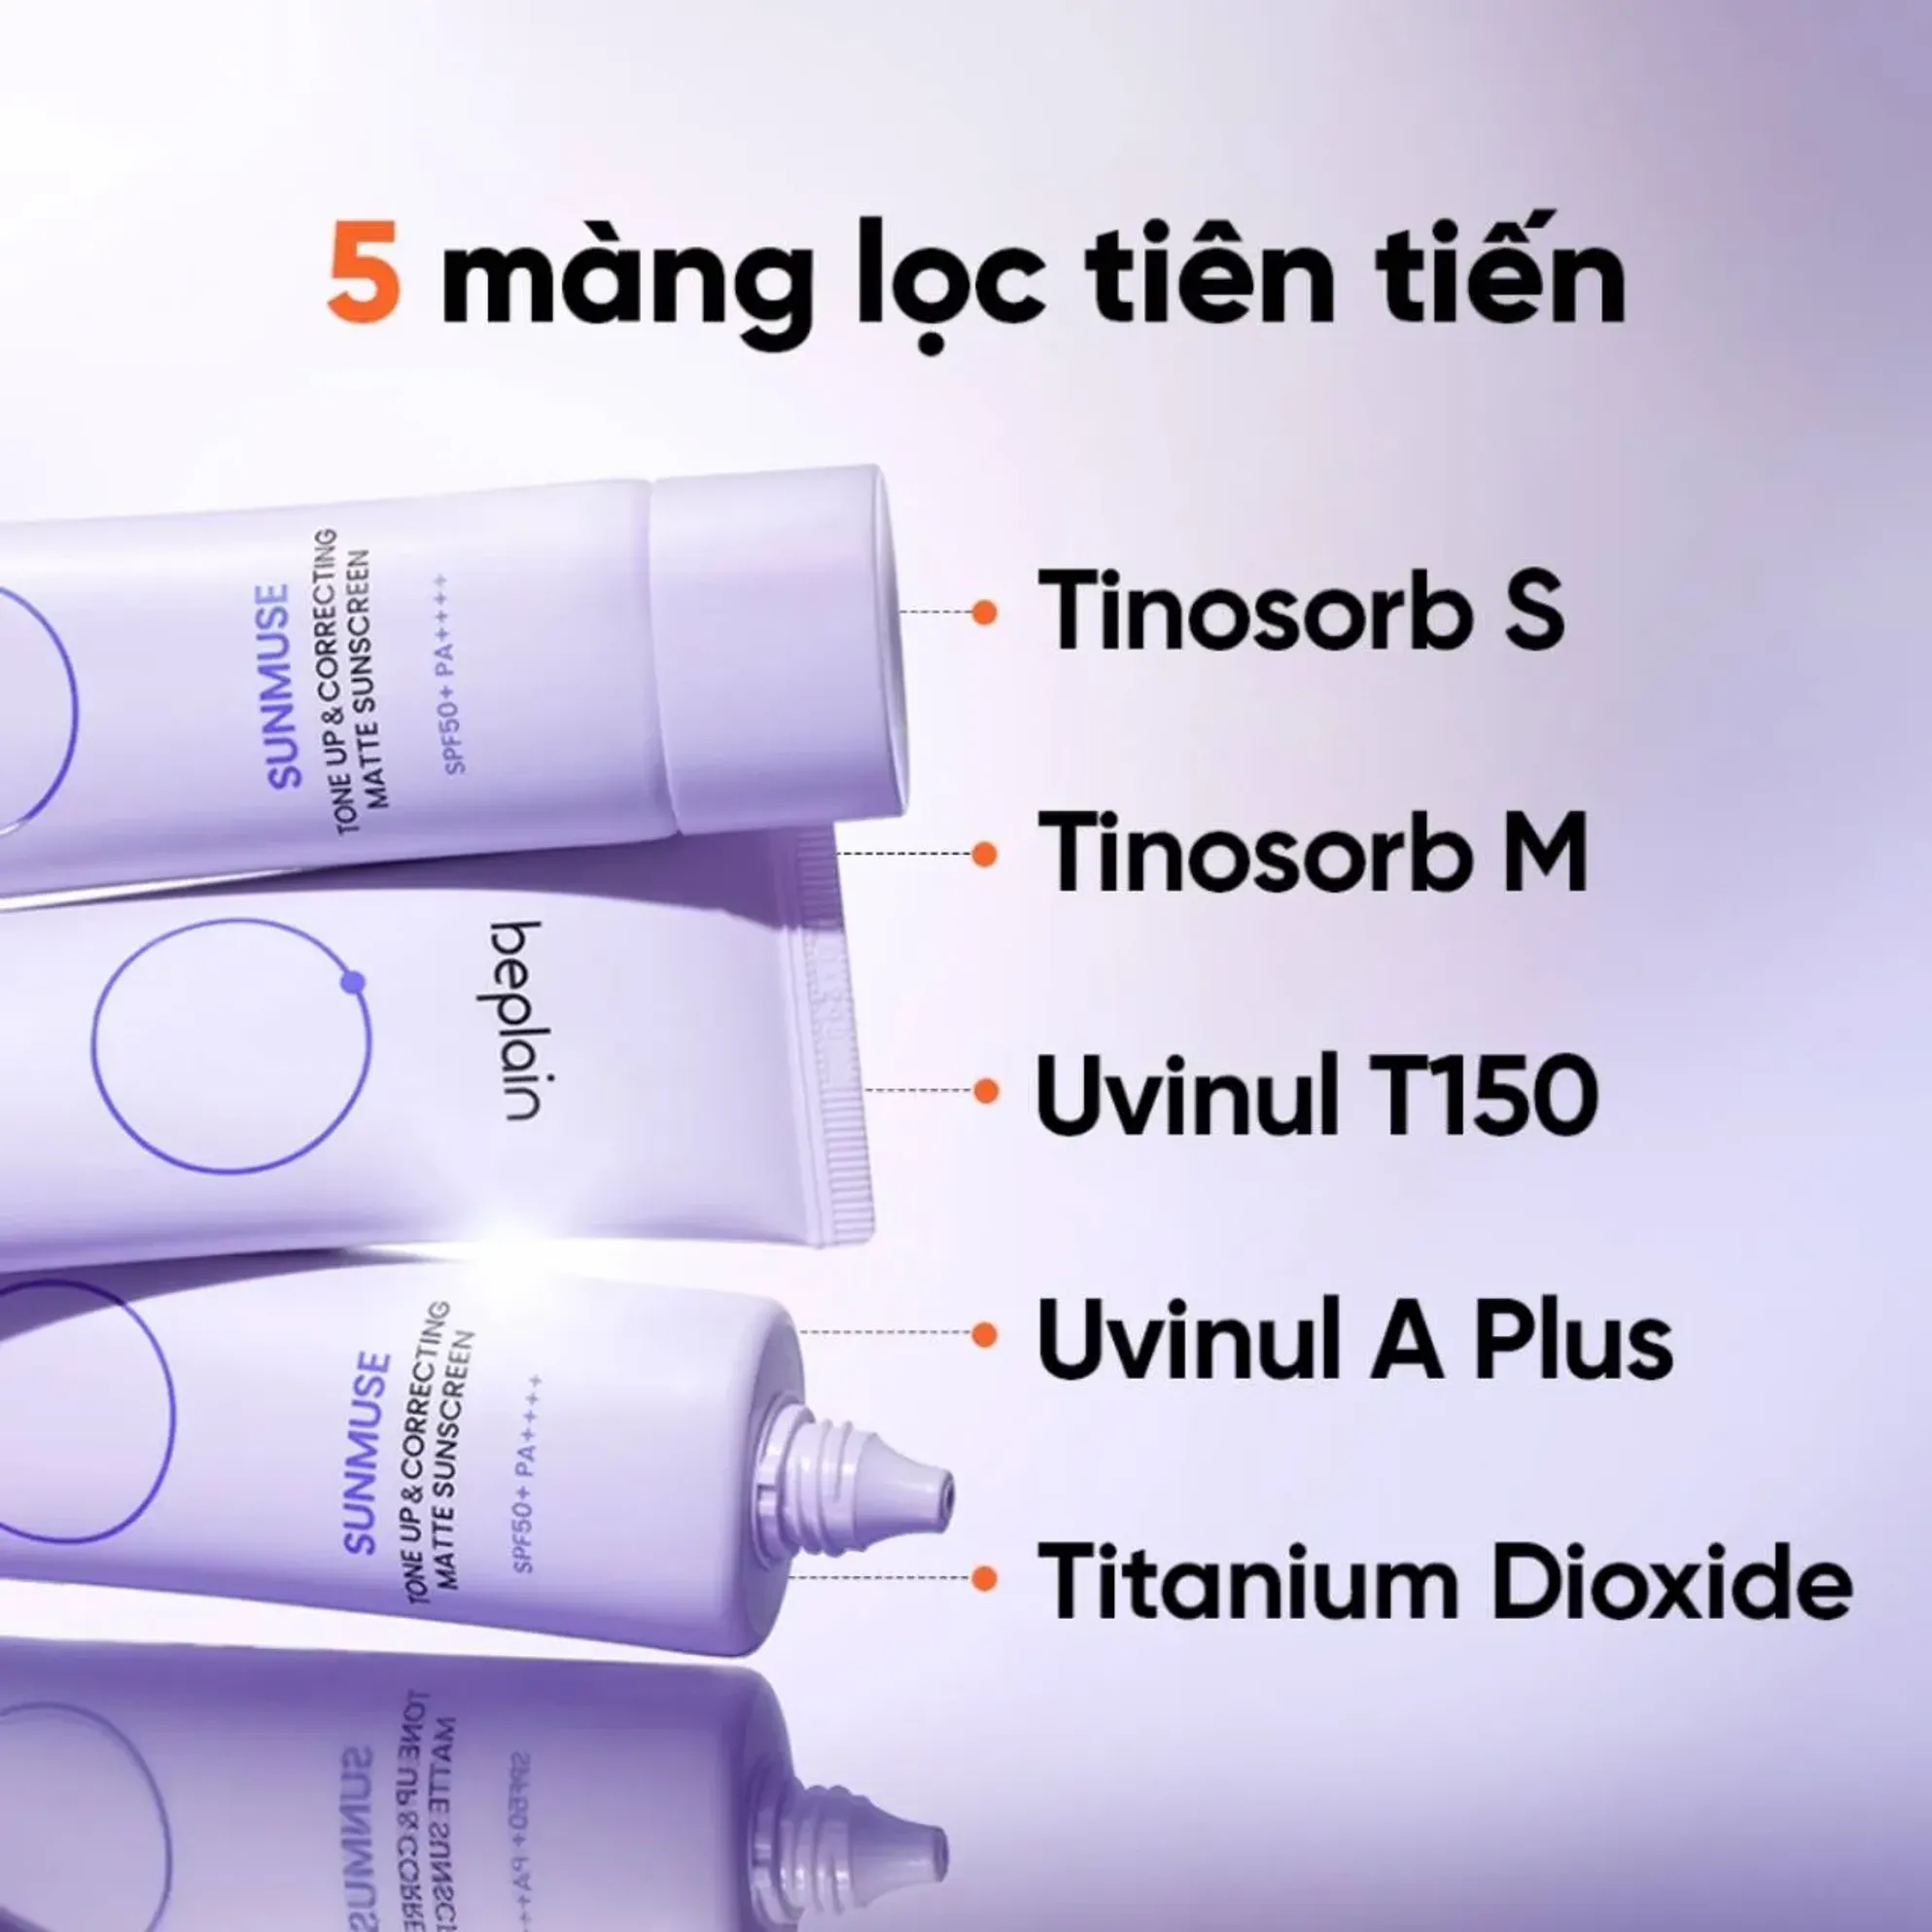 5 màng lọc tiên tiến
SUNMUSE
TONE UP & CORRECTING
MATTE SUNSCREEN
SPF50+ PA++++
Tinosorb S
Tinosorb M
beplain
Uvinul T150
Uvinul A Plus
SUNMUSE
TONE UP & CORRECTING
MATTE SUNSCREEN
SPF50+ PA++++
Titanium Dioxide